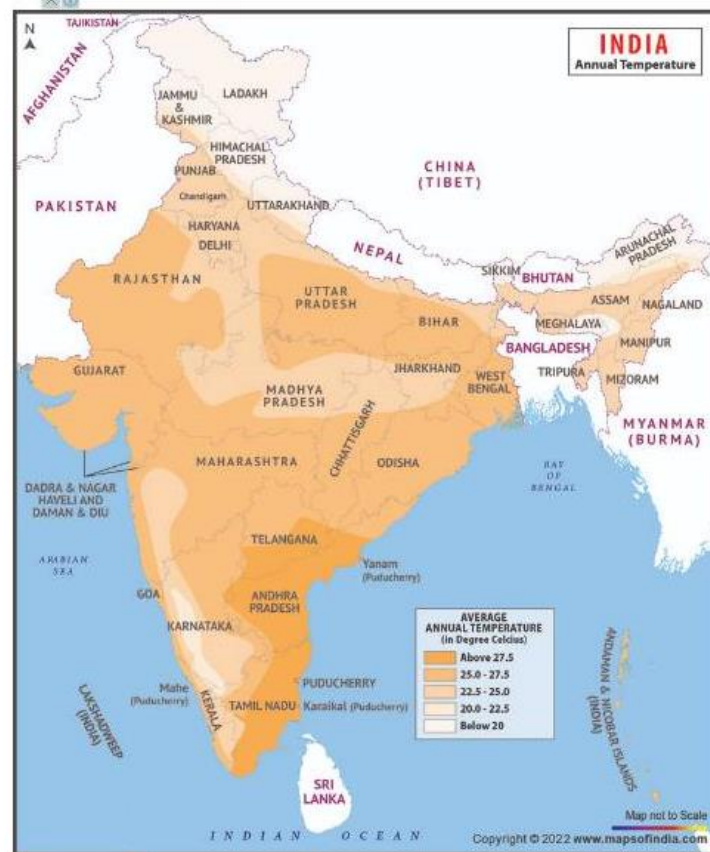 TAJIKISTAN
N
INDIA
Annual Temperature
AFGHANISTAN
JAMMU
&
KASHMIR
LADAKH
HIMACHAL
PRADESH
PUNJAB
CHINA
(TIBET)
Chandigarh
PAKISTAN
UTTARAKHAND
HARYANA
DELHI
NEPAL
ARUNACHAL
PRADESH
SIKKIM
BHUTAN
RAJASTHAN
UTTAR
PRADESH
ASSAM
NAGALAND
BIHAR
MEGHALAYA
MANIPUR
BANGLADESH
GUJARAT
JHARKHAND
WEST
BENGAL
TRIPURA
MIZORAM
MADHYA
PRADESH
MYANMAR
(BURMA)
CHHATTISGARH
MAHARASHTRA
ODISHA
BAY
OF
BENGAL
DADRA & NAGAR
HAVELI AND
DAMAN & DIU
TELANGANA
ARABIAN
SEA
Yanam
(Puducherry)
GOA
ANDHRA
PRADESH
KARNATAKA
AVERAGE
ANNUAL TEMPERATURE
(in Degree Celcius)
Above 27.5
25.0 - 27.5
22.5 - 25.0
20.0 - 22.5
Below 20
ANDAMAN & NICOBAR ISLANDS
(INDIA)
LAKSHADWEEP
(INDIA)
Mahe
(Puducherry)
KERALA
PUDUCHERRY
TAMIL NADU
Karaikal (Puducherry)
SRI
LANKA
INDIAN OCEAN
Map not to Scale
Copyright © 2022 www.mapsofindia.com